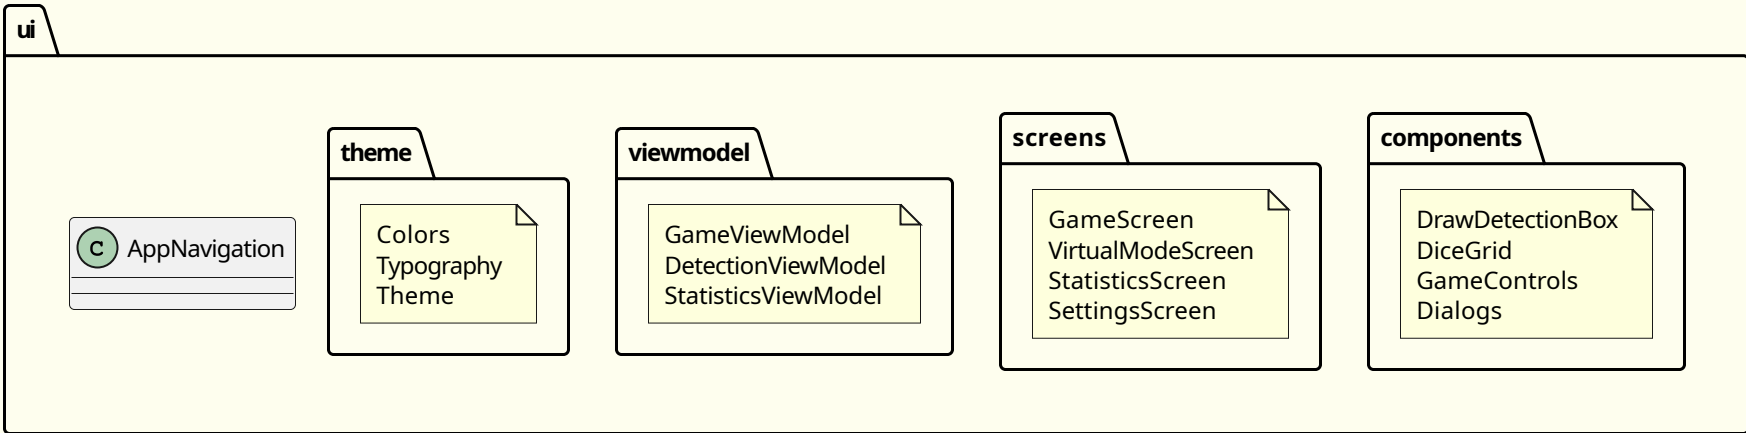 ui
C AppNavigation
theme
Colors
Typography
Theme
viewmodel
GameViewModel
DetectionViewModel
StatisticsViewModel
screens
GameScreen
VirtualModeScreen
StatisticsScreen
SettingsScreen
components
DrawDetectionBox
DiceGrid
GameControls
Dialogs